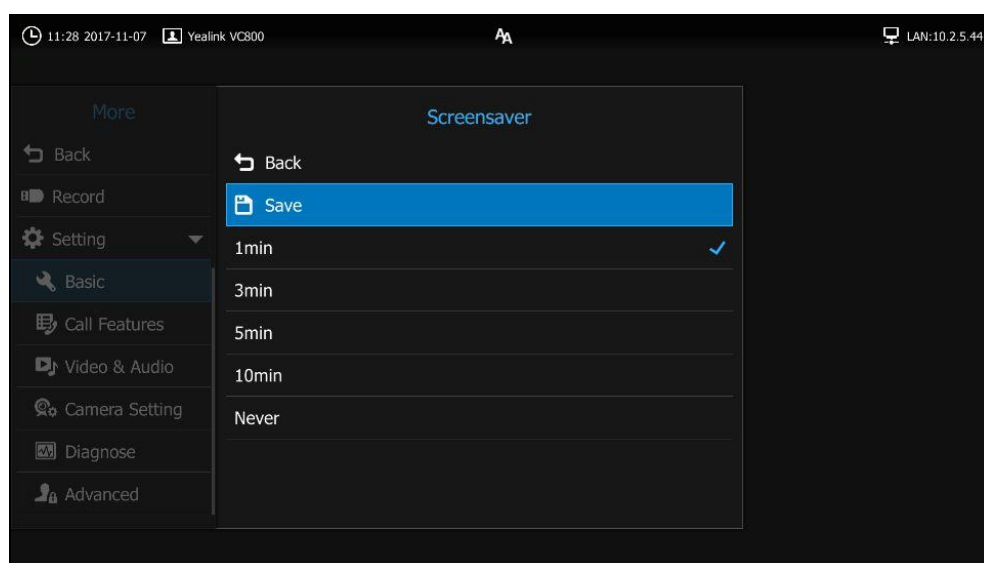 11:28 2017-11-07 Yealink VC800 AA LAN:10.2.5.44
More
Back
Record
Setting
Basic
Call Features
Video & Audio
Camera Setting
Diagnose
Advanced
Screensaver
Back
Save
1min
3min
5min
10min
Never